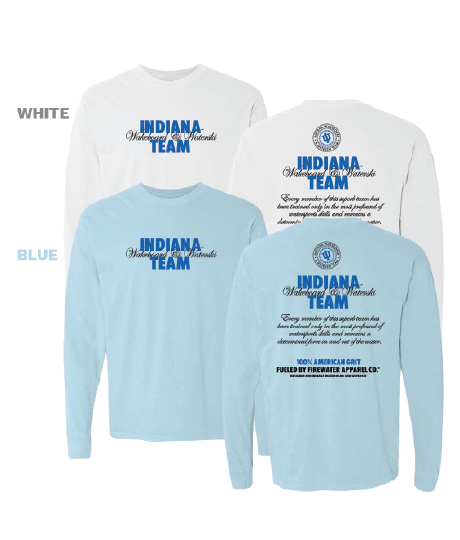 WHITE
INDIANA
Wakeboard & Waterski
TEAM
INDIANA
Wakeboard & Waterski
TEAM
Every member of this superb team has
been trained only in the most profound of
watersports skills and remains a
BLUE
INDIANA
Wakeboard & Waterski
TEAM
INDIANA
Wakeboard & Waterski
TEAM
Every member of this superb team has
been trained only in the most profound of
watersports skills and remains a
determined force in and out of the water.
100% AMERICAN GRIT
FUELED BY FIREWATER APPAREL CO.®